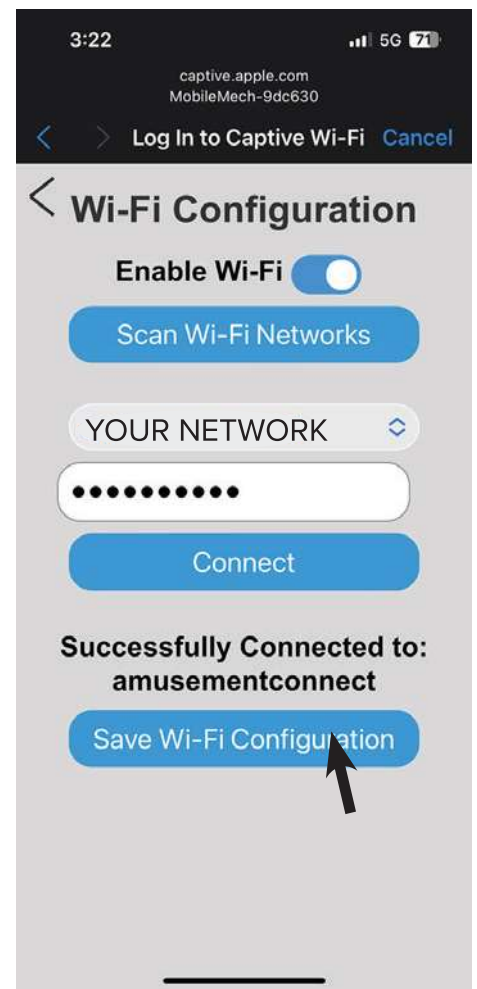 3:22
5G 71
captive.apple.com
MobileMech-9dc630
Log In to Captive Wi-Fi Cancel
Wi-Fi Configuration
Enable Wi-Fi
Scan Wi-Fi Networks
YOUR NETWORK
••••••••••
Connect
Successfully Connected to:
amusementconnect
Save Wi-Fi Configuration